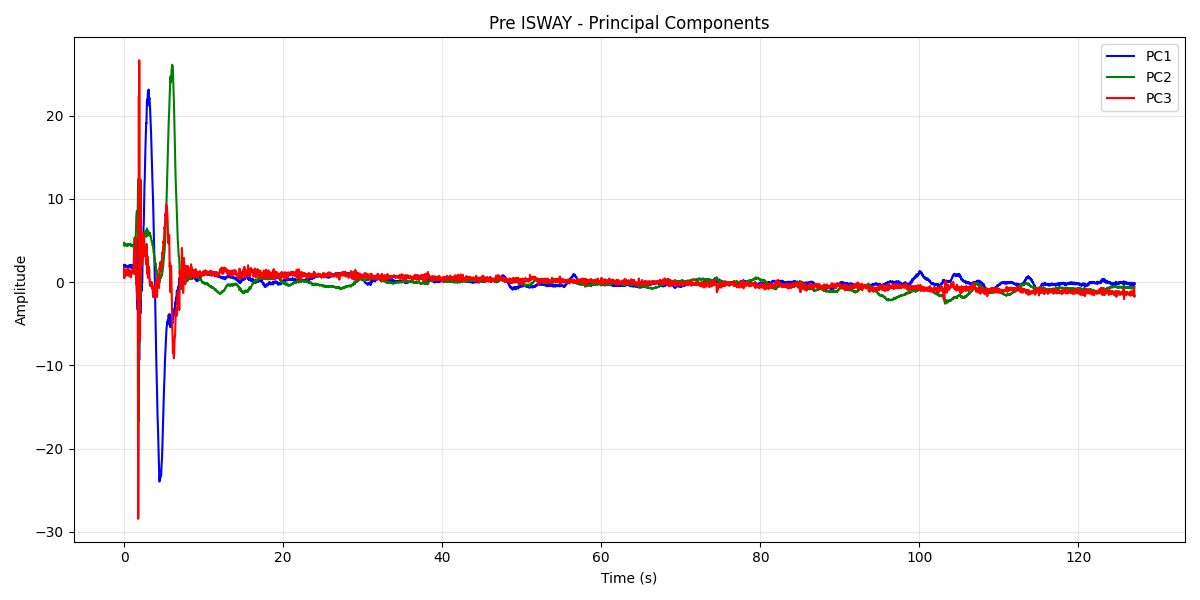 Pre ISWAY - Principal Components
PC1
PC2
PC3
Amplitude
20
10
0
−10
−20
−30
0 20 40 60 80 100 120
Time (s)